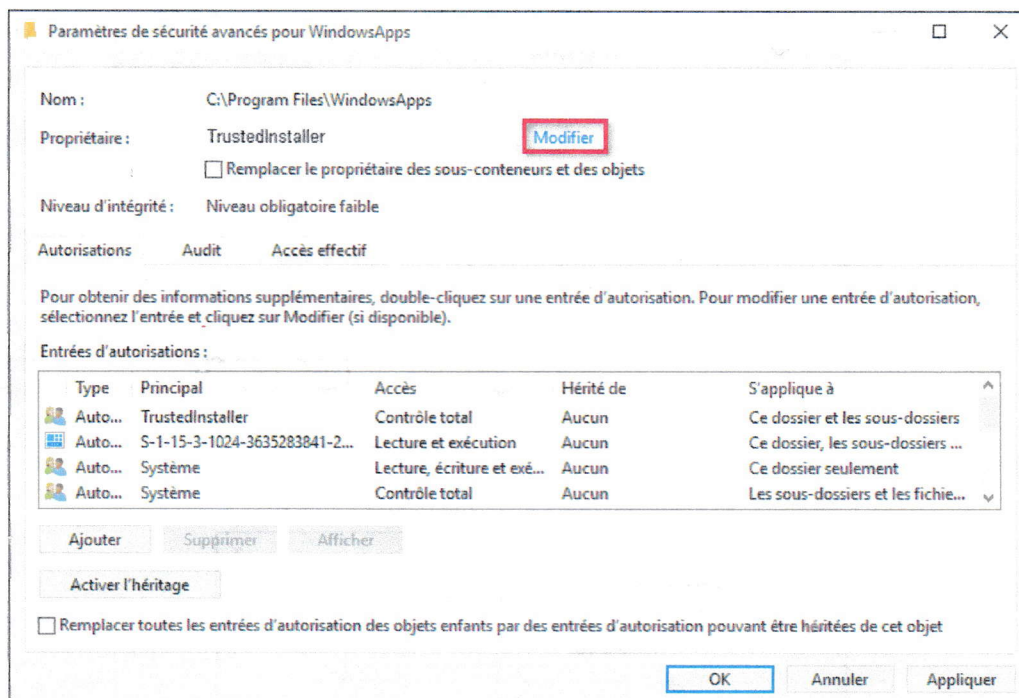 Paramètres de sécurité avancés pour WindowsApps
Nom : C:\Program Files\WindowsApps
Propriétaire : TrustedInstaller Modifier
Remplacer le propriétaire des sous-conteneurs et des objets
Niveau d'intégrité : Niveau obligatoire faible
Autorisations Audit Accès effectif
Pour obtenir des informations supplémentaires, double-cliquez sur une entrée d'autorisation. Pour modifier une entrée d'autorisation,
sélectionnez l'entrée et cliquez sur Modifier (si disponible).
Entrées d'autorisations :
Type Principal Accès Hérité de S'applique à
Auto... TrustedInstaller Contrôle total Aucun Ce dossier et les sous-dossiers
Auto... S-1-15-3-1024-3635283841-2... Lecture et exécution Aucun Ce dossier, les sous-dossiers ...
Auto... Système Lecture, écriture et exé... Aucun Ce dossier seulement
Auto... Système Contrôle total Aucun Les sous-dossiers et les fichie...
Ajouter Supprimer Afficher
Activer l'héritage
Remplacer toutes les entrées d'autorisation des objets enfants par des entrées d'autorisation pouvant être héritées de cet objet
OK Annuler Appliquer